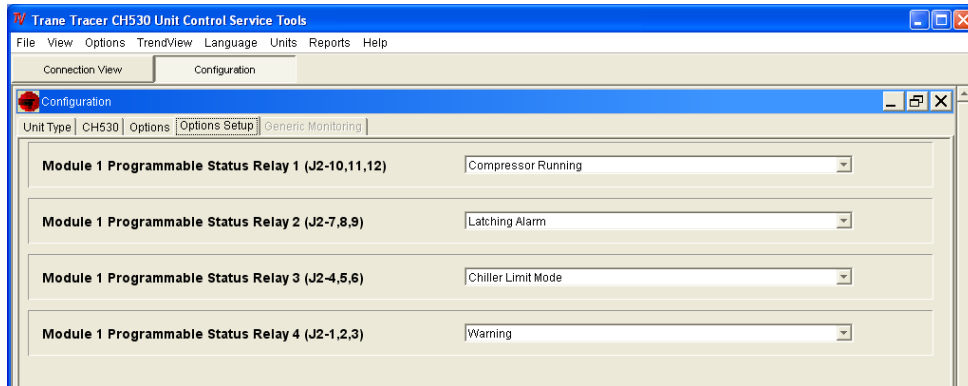 Trane Tracer CH530 Unit Control Service Tools
File View Options TrendView Language Units Reports Help
Connection View Configuration
Configuration
Unit Type CH530 Options Options Setup Generic Monitoring
Module 1 Programmable Status Relay 1 (J2-10,11,12) Compressor Running
Module 1 Programmable Status Relay 2 (J2-7,8,9) Latching Alarm
Module 1 Programmable Status Relay 3 (J2-4,5,6) Chiller Limit Mode
Module 1 Programmable Status Relay 4 (J2-1,2,3) Warning